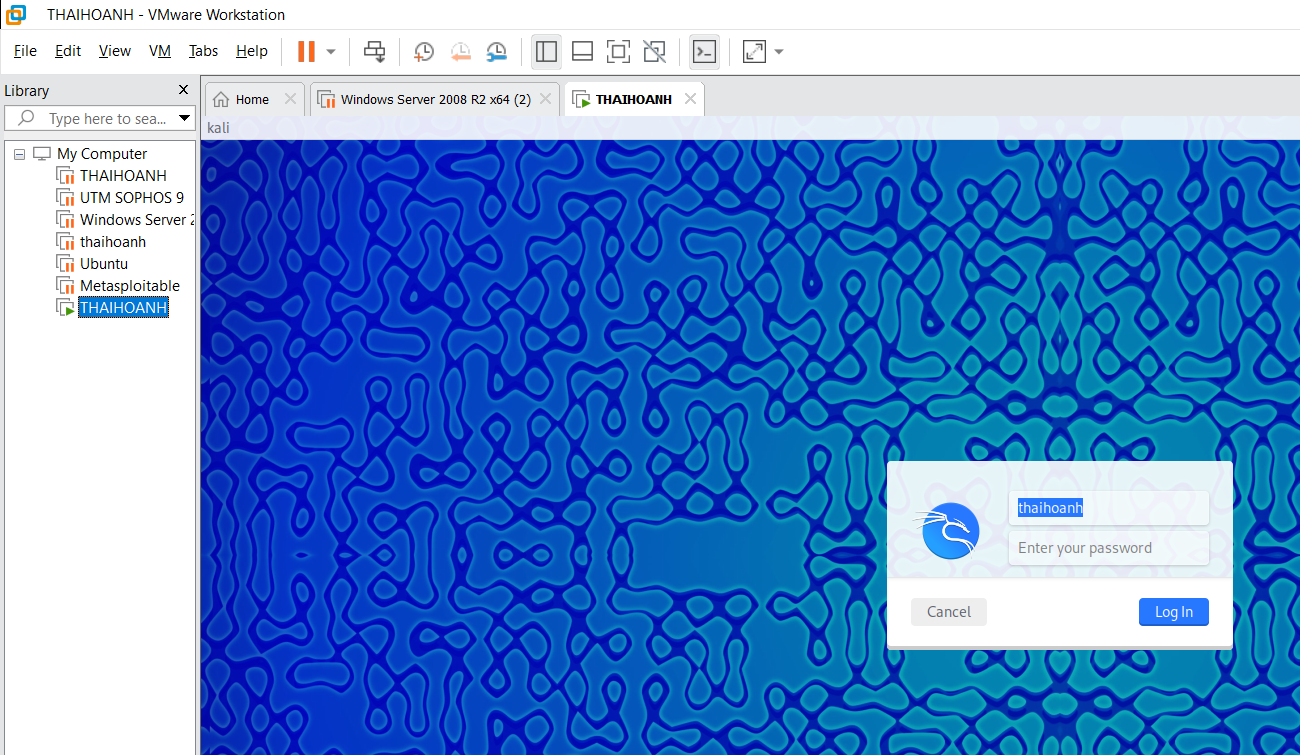 THAIHOANH - VMware Workstation
File Edit View VM Tabs Help
Library
Type here to sea...
My Computer
THAIHOANH
UTM SOPHOS 9
Windows Server 2
thaihoanh
Ubuntu
Metasploitable
THAIHOANH
Home
Windows Server 2008 R2 x64 (2)
THAIHOANH
kali
thaihoanh
Enter your password
Cancel
Log In